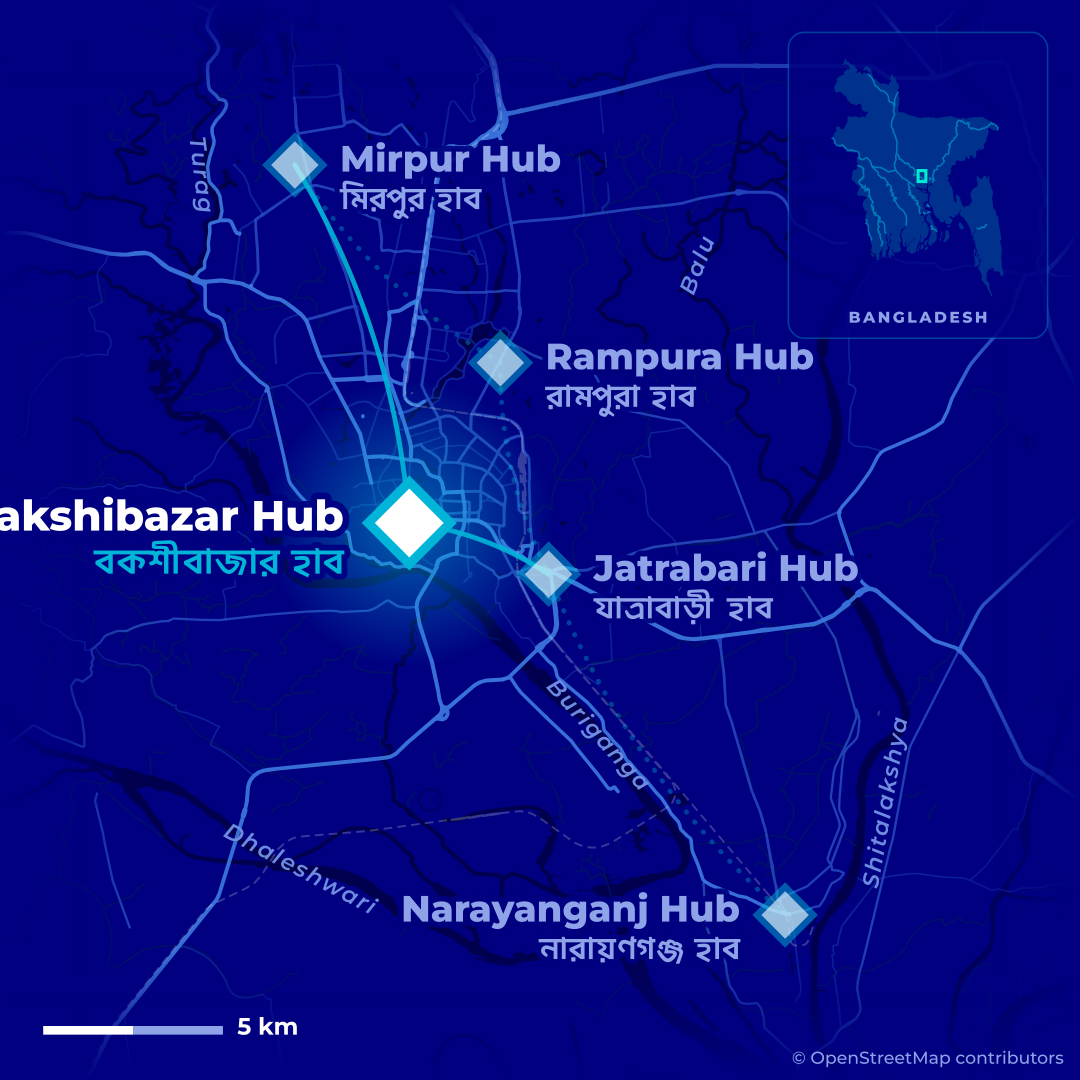 Turag
Mirpur Hub
মিরপুর হাব
Balu
BANGLADESH
Rampura Hub
রামপুরা হাব
akshibazar Hub
বকশীবাজার হাব
Jatrabari Hub
যাত্রাবাড়ী হাব
Buriganga
Shitalakshya
Dhaleshwari
Narayanganj Hub
নারায়ণগঞ্জ হাব
5 km
© OpenStreetMap contributors